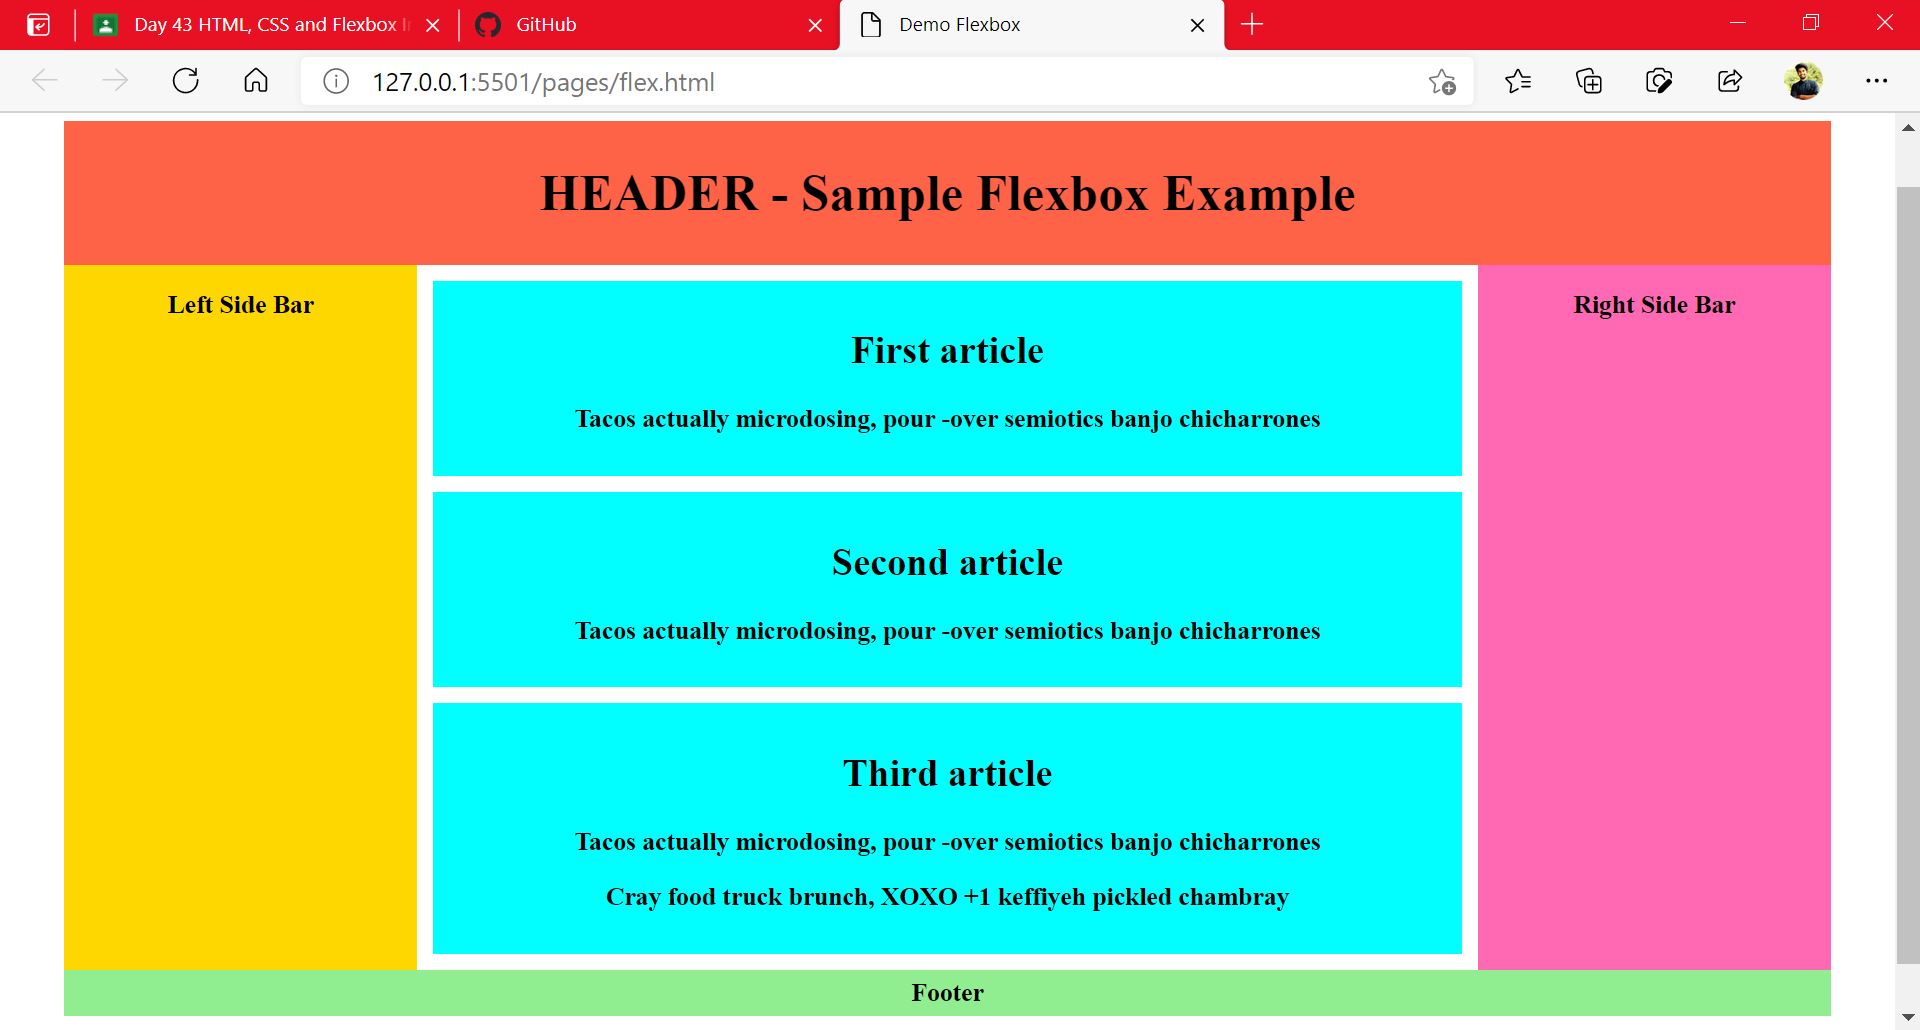 Day 43 HTML, CSS and Flexbox
GitHub
Demo Flexbox
127.0.0.1:5501/pages/flex.html
HEADER - Sample Flexbox Example
Left Side Bar
First article
Tacos actually microdosing, pour -over semiotics banjo chicharrones
Second article
Tacos actually microdosing, pour -over semiotics banjo chicharrones
Third article
Tacos actually microdosing, pour -over semiotics banjo chicharrones
Cray food truck brunch, XOXO +1 keffiyeh pickled chambray
Right Side Bar
Footer